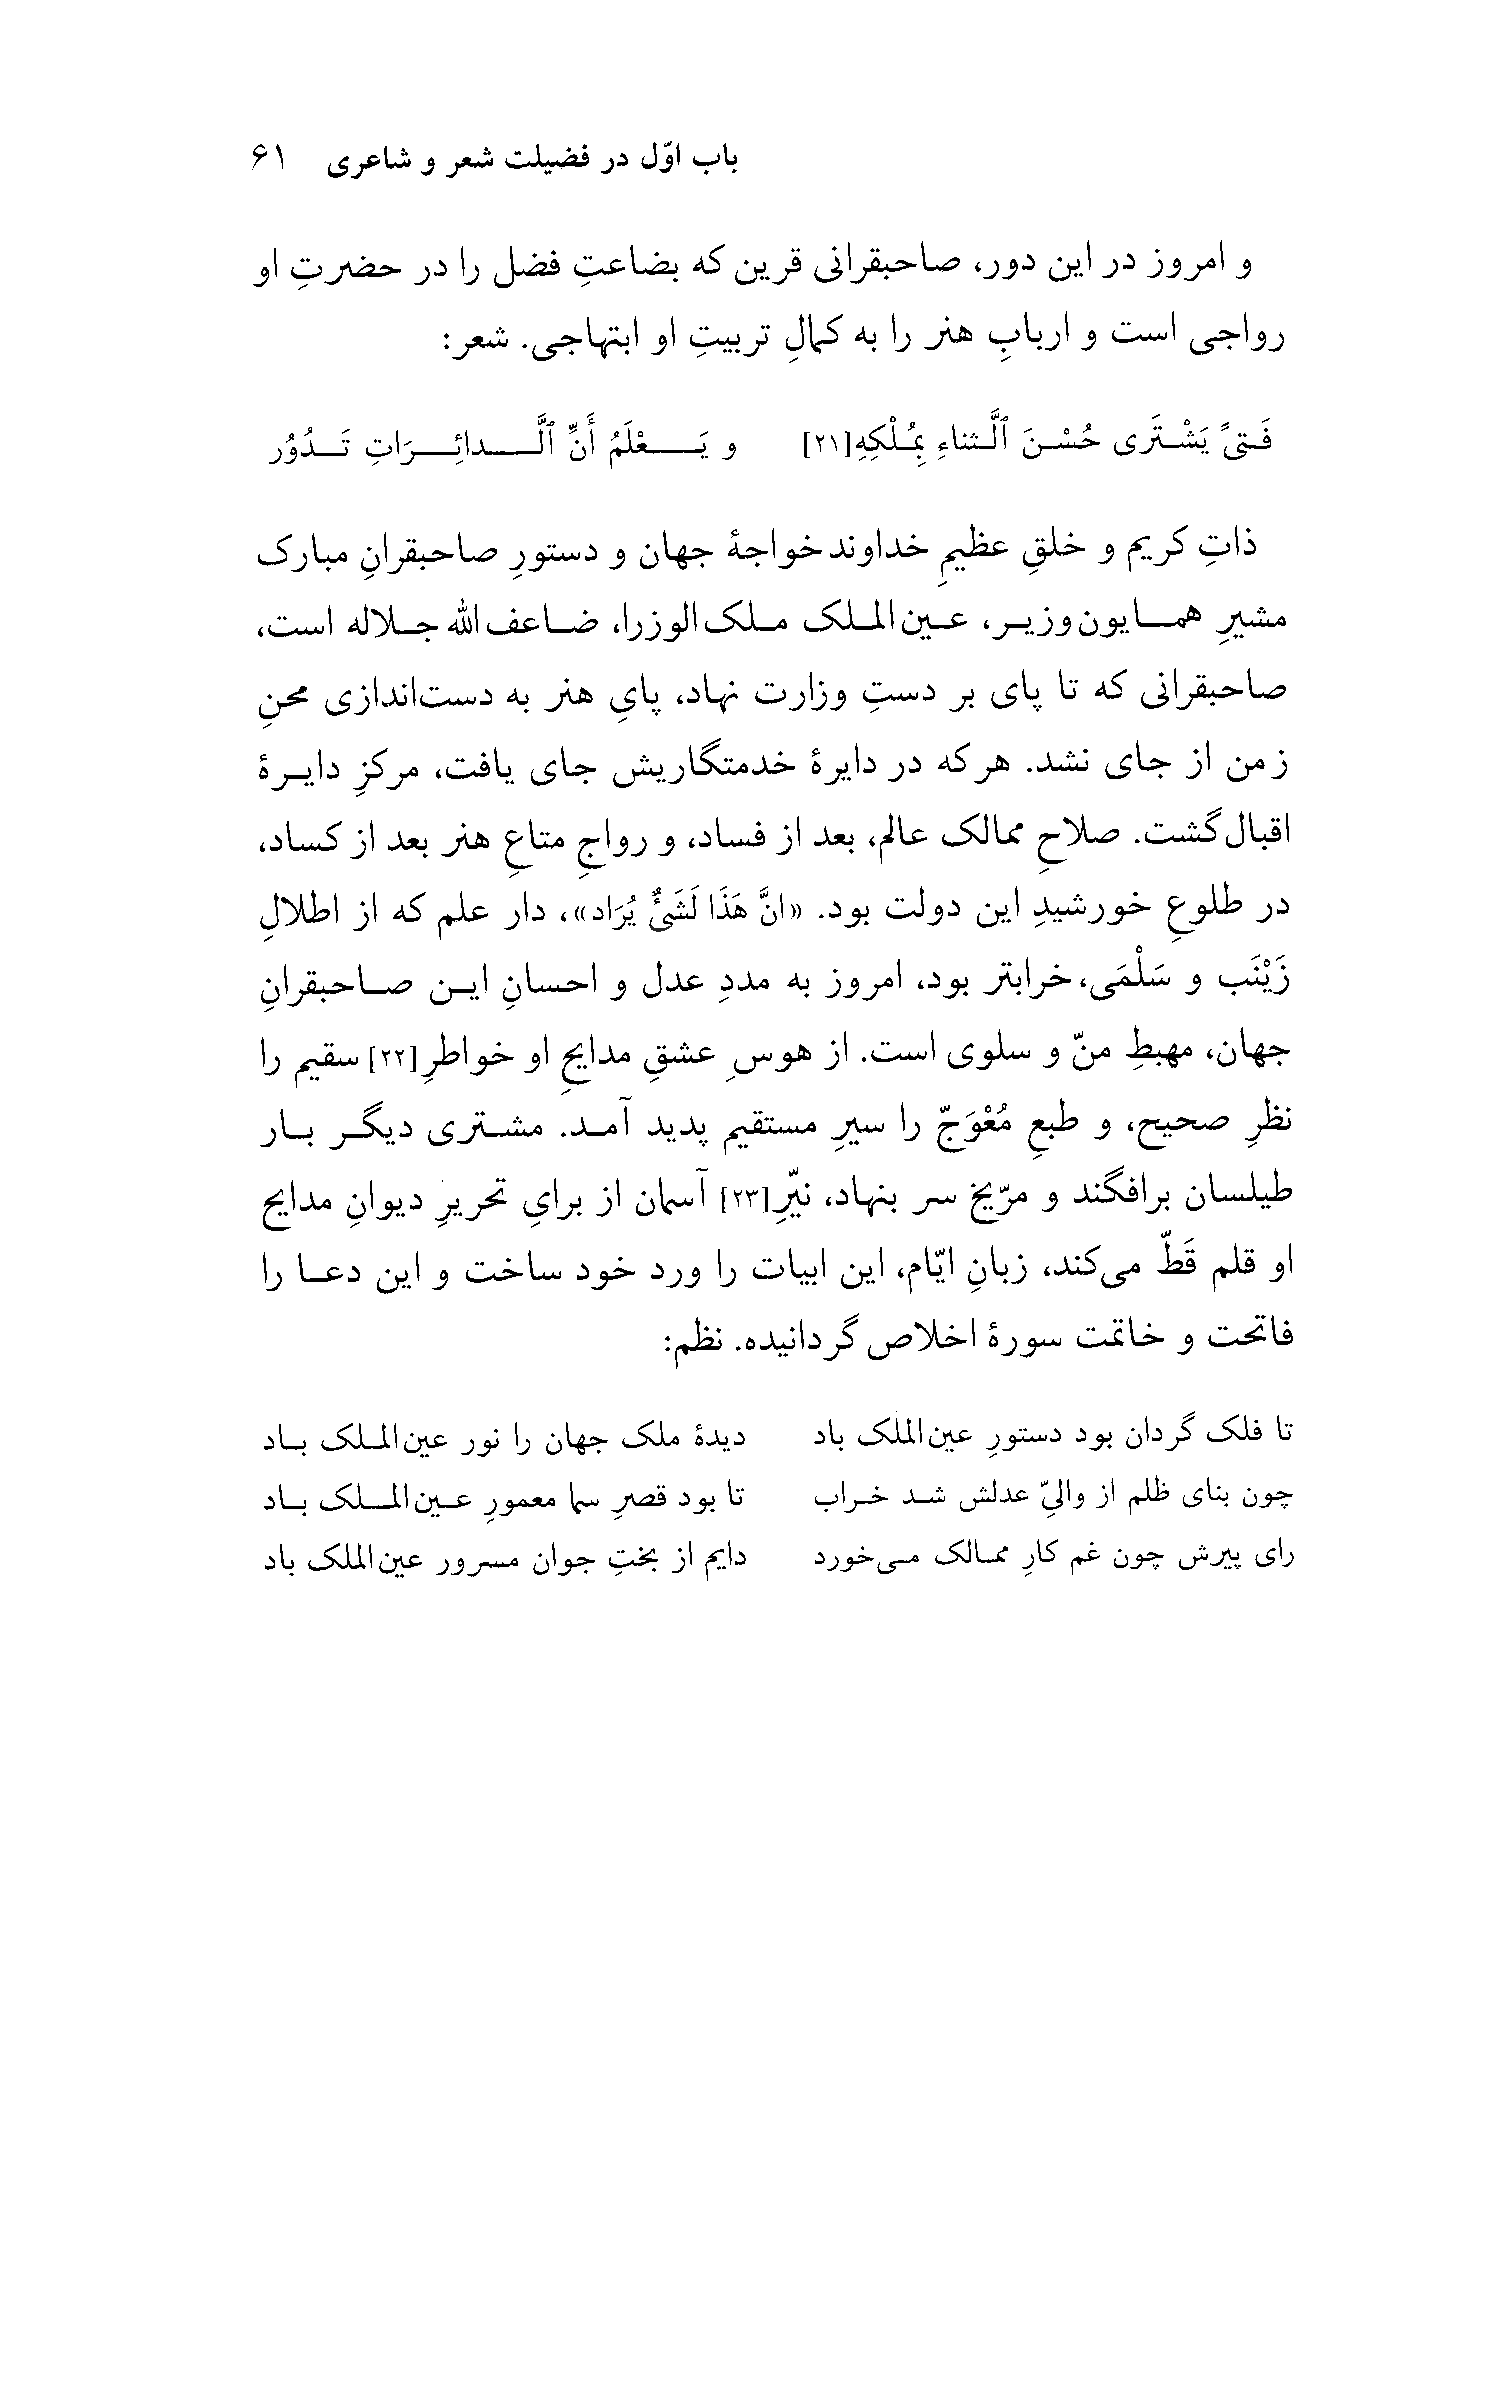 باب اوّل در فضیلت شعر و شاعری ۶۱
و امروز در این دور، صاحبقرانی قرین که بضاعتِ فضل را در حضرتِ او
رواجی است و اربابِ هنر را به کمالِ تربیتِ او ابتهاجی. شعر:
فَتیً یَشْتَری حُسْنَ ٱلَّثناءِ بِمُلْکِهِ[۲۱] و یَعْلَمُ أَنَّ ٱلَّدائِرَاتِ تَدُوُر
ذاتِ کریم و خلقِ عظیمِ خداوند خواجهٔ جهان و دستورِ صاحبقرانِ مبارک
مشیرِ همایون وزیر، عین‌الملک ملک‌الوزرا، ضاعف‌الله جلاله است،
صاحبقرانی که تا پای بر دستِ وزارت نهاد، پایِ هنر به دست‌اندازی محنِ
زمن از جای نشد. هر که در دایرهٔ خدمتگاریش جای یافت، مرکزِ دایرهٔ
اقبال گشت. صلاحِ ممالک عالم، بعد از فساد، و رواجِ متاعِ هنر بعد از کساد،
در طلوعِ خورشیدِ این دولت بود. «انَّ هَذَا لَشَیٌٔ یُرَاد»، دار علم که از اطلالِ
زَیْنَب و سَلْمَی، خرابتر بود، امروز به مددِ عدل و احسانِ این صاحبقرانِ
جهان، مهبطِ منّ و سلوی است. از هوسِ عشقِ مدایحِ او خواطرِ[۲۲] سقیم را
نظرِ صحیح، و طبعِ مُعْوَجّ را سیرِ مستقیم پدید آمد. مشتری دیگر بار
طیلسان برافگند و مرّیخ سر بنهاد، نیّرِ[۲۳] آسمان از برایِ تحریرِ دیوانِ مدایح
او قلم قَطّ می‌کند، زبانِ ایّام، این ابیات را ورد خود ساخت و این دعا را
فاتحت و خاتمت سورهٔ اخلاص گردانیده. نظم:
تا فلک گردان بود دستورِ عین‌الملک باد دیدهٔ ملک جهان را نور عین‌الملک باد
چون بنای ظلم از والیّ عدلش شد خراب تا بود قصرِ سما معمورِ عین‌الملک باد
رای پیرش چون غم کارِ ممالک می‌خورد دایم از بختِ جوان مسرور عین‌الملک باد